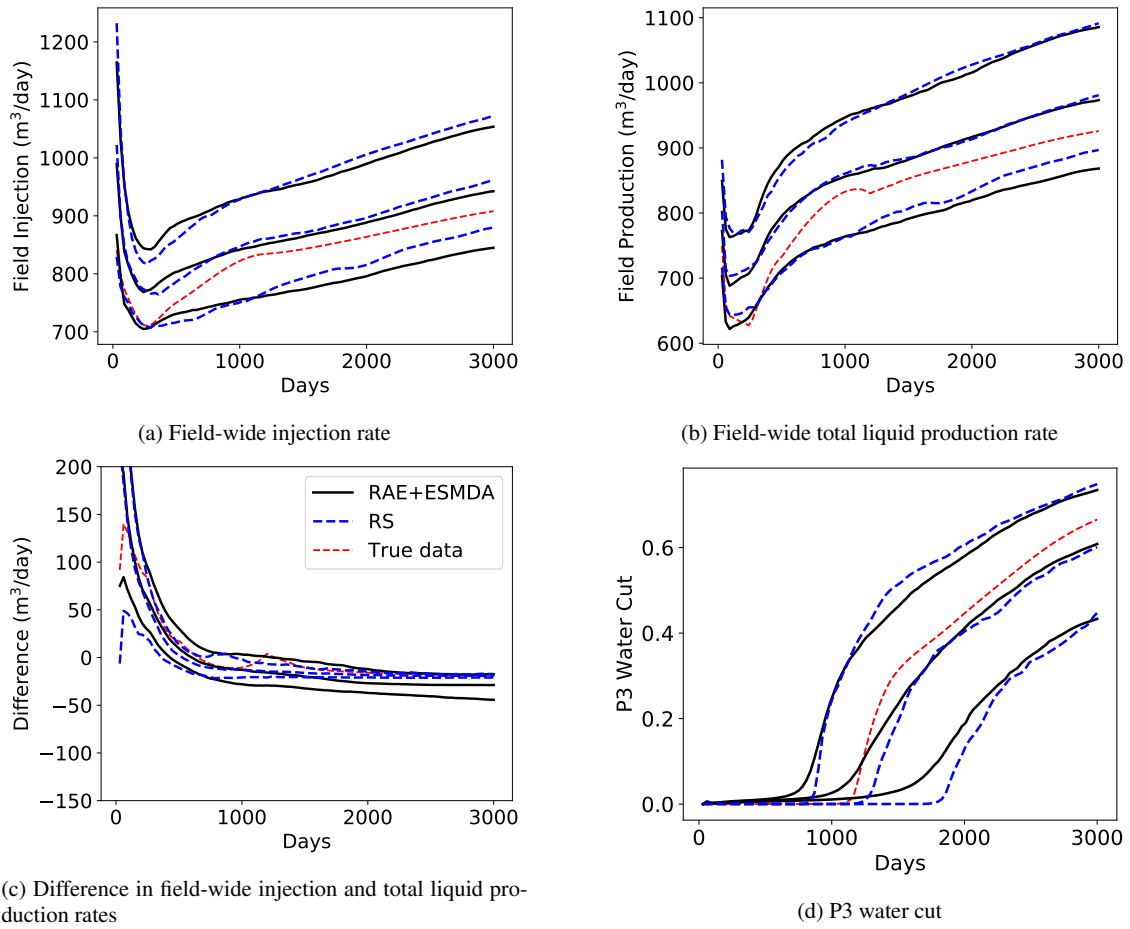 1200
1100
1000
900
800
700
Field Injection (m³/day)
0
1000
2000
3000
Days
(a) Field-wide injection rate
1100
1000
900
800
700
600
Field Production (m³/day)
0
1000
2000
3000
Days
(b) Field-wide total liquid production rate
200
150
100
50
0
−50
−100
−150
Difference (m³/day)
RAE+ESMDA
RS
True data
0
1000
2000
3000
Days
(c) Difference in field-wide injection and total liquid pro-
duction rates
0.6
0.4
0.2
0.0
P3 Water Cut
0
1000
2000
3000
Days
(d) P3 water cut